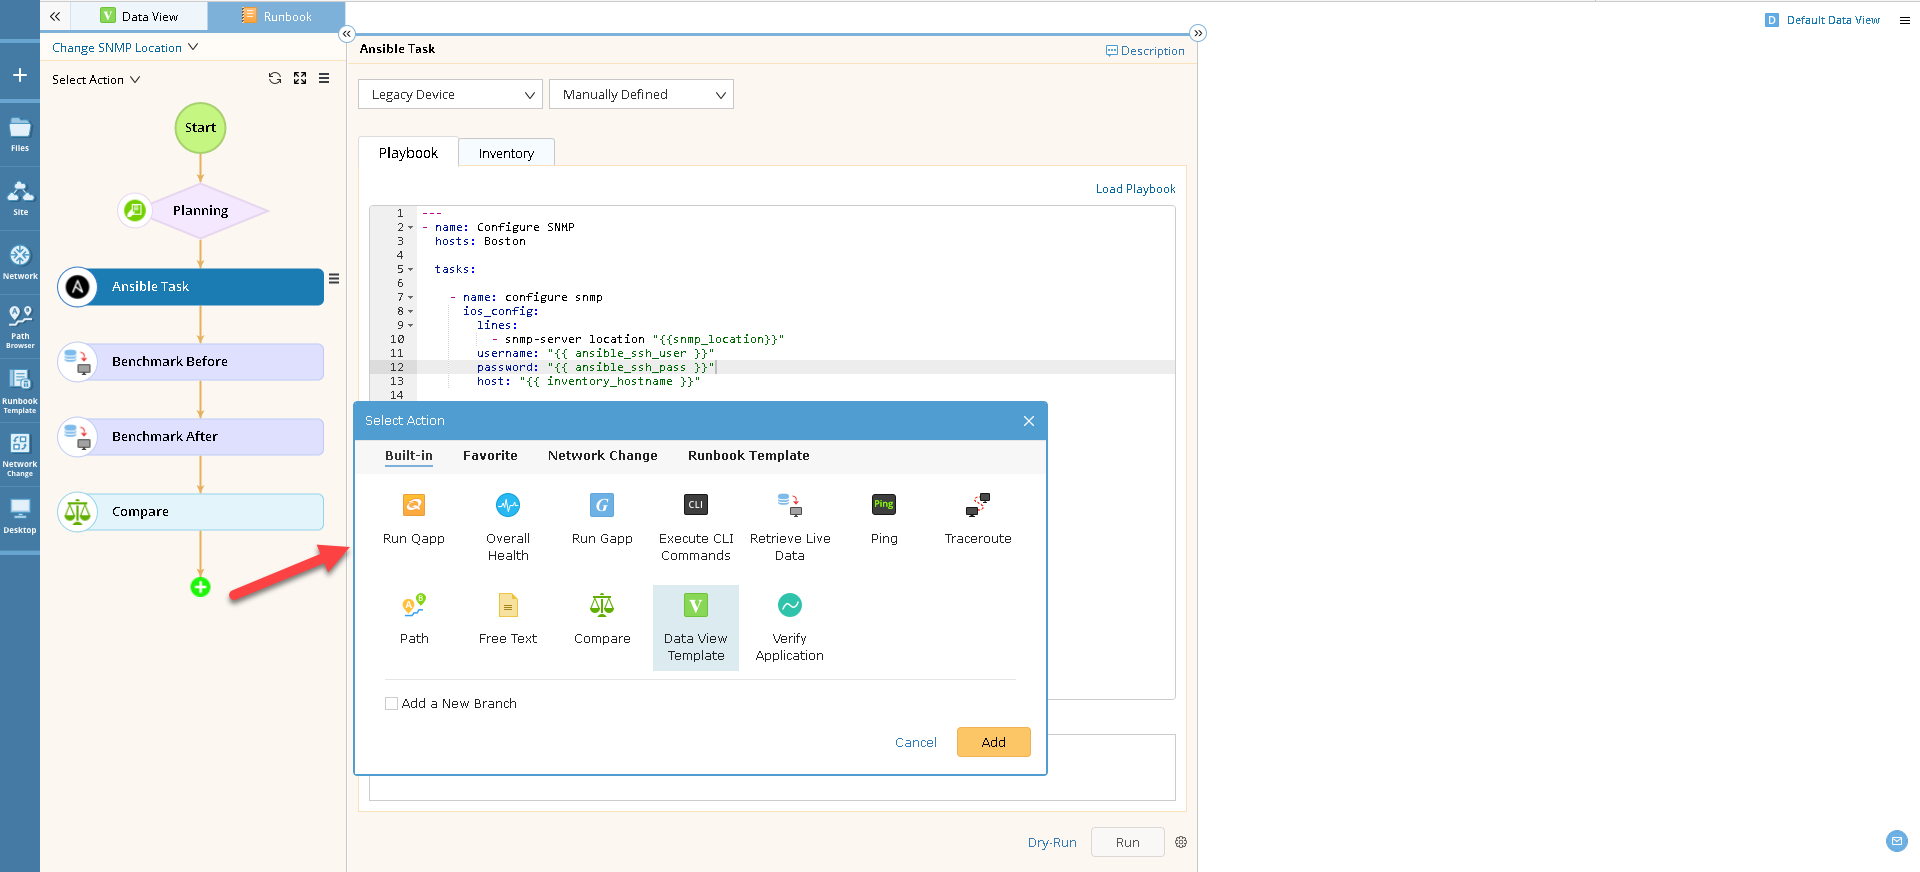 Data View
Runbook
Default Data View
Change SNMP Location
Select Action
Files
Site
Network
Path
Browser
Runbook
Template
Network
Change
Desktop
Start
Planning
Ansible Task
Benchmark Before
Benchmark After
Compare
Ansible Task
Description
Legacy Device
Manually Defined
Playbook
Inventory
Load Playbook
1 ---
2 - name: Configure SNMP
3 hosts: Boston
4
5 tasks:
6
7 - name: configure snmp
8 ios_config:
9 lines:
10 - snmp-server location "{{snmp_location}}"
11 username: "{{ ansible_ssh_user }}"
12 password: "{{ ansible_ssh_pass }}"
13 host: "{{ inventory_hostname }}"
14
Select Action
Built-in
Favorite
Network Change
Runbook Template
Run Qapp
Overall
Health
Run Gapp
CLI
Execute CLI
Commands
Retrieve Live
Data
Ping
Ping
Traceroute
Path
Free Text
Compare
Data View
Template
Verify
Application
Add a New Branch
Cancel
Add
Dry-Run
Run